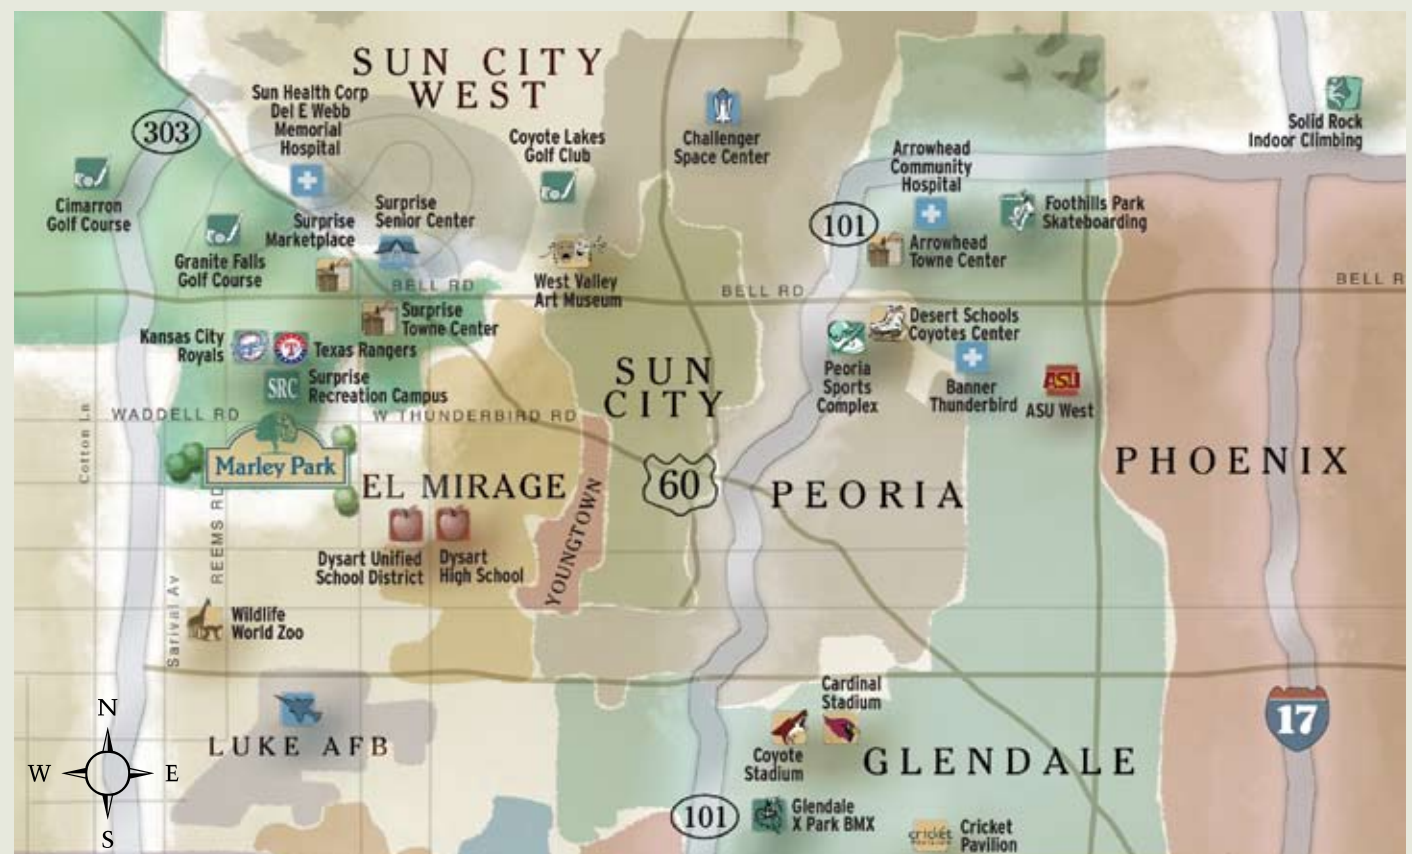 SUN CITY
WEST
Sun Health Corp
Del E Webb
Memorial
Hospital
303
Coyote Lakes
Golf Club
Challenger
Space Center
Solid Rock
Indoor Climbing
Arrowhead
Community
Hospital
Cimarron
Golf Course
Surprise
Senior Center
Surprise
Marketplace
Foothills Park
Skateboarding
101
Arrowhead
Towne Center
Granite Falls
Golf Course
West Valley
Art Museum
BELL RD
BELL RD
BELL R
Surprise
Towne Center
Desert Schools
Coyotes Center
Kansas City
Royals
T
Texas Rangers
SRC
Surprise
Recreation Campus
SUN
CITY
Peoria
Sports
Complex
Banner
Thunderbird
ASU
ASU West
WADDELL RD
W THUNDERBIRD RD
Cotton Ln
Marley Park
EL MIRAGE
60
PEORIA
PHOENIX
REEMS RD
YOUNGTOWN
Dysart Unified
School District
Dysart
High School
Sarival Av
Wildlife
World Zoo
Cardinal
Stadium
N
W
E
S
LUKE AFB
Coyote
Stadium
GLENDALE
17
101
Glendale
X Park BMX
cricket
Cricket
Pavilion